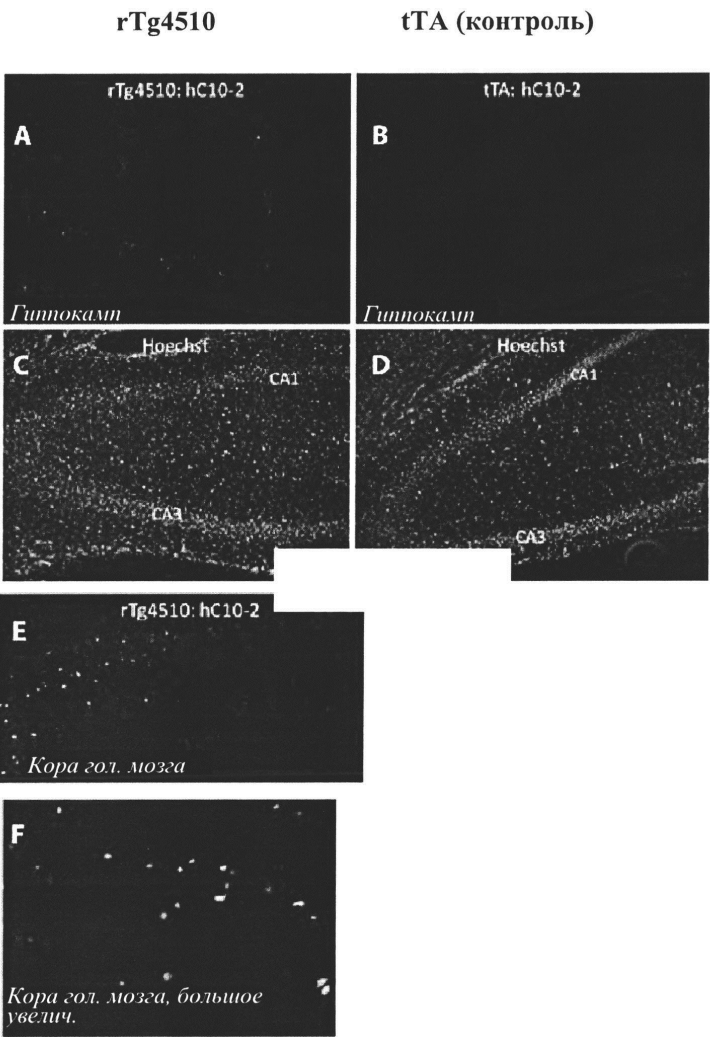 rTg4510 tTA (контроль)
rTg4510: hC10-2
tTA: hC10-2
A
B
Гиппокамп
Гиппокамп
Hoechst
Hoechst
C
D
CA1
CA1
CA3
CA3
rTg4510: hC10-2
E
Кора гол. мозга
F
Кора гол. мозга, большое
увелич.